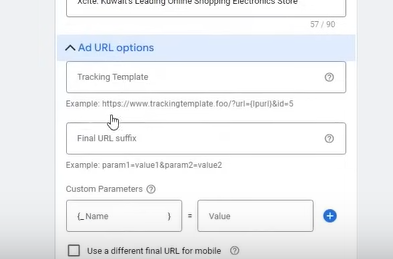 Xcite: Kuwait's Leading Online Shopping Electronics Store
57 / 90
Ad URL options
Tracking Template
Example: https://www.trackingtemplate.foo/?url={lpurl}&id=5
Final URL suffix
Example: param1=value1&param2=value2
Custom Parameters
{_ Name } = Value
Use a different final URL for mobile